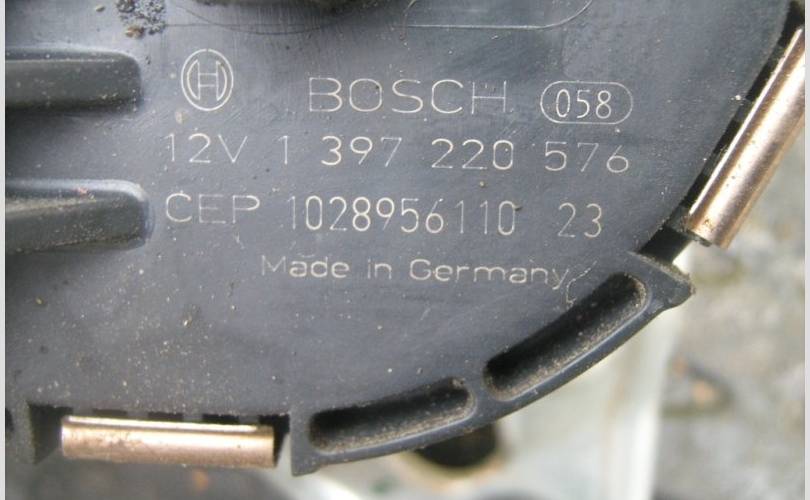 BOSCH 058
12V 1 397 220 576
CEP 1028956110 23
Made in Germany